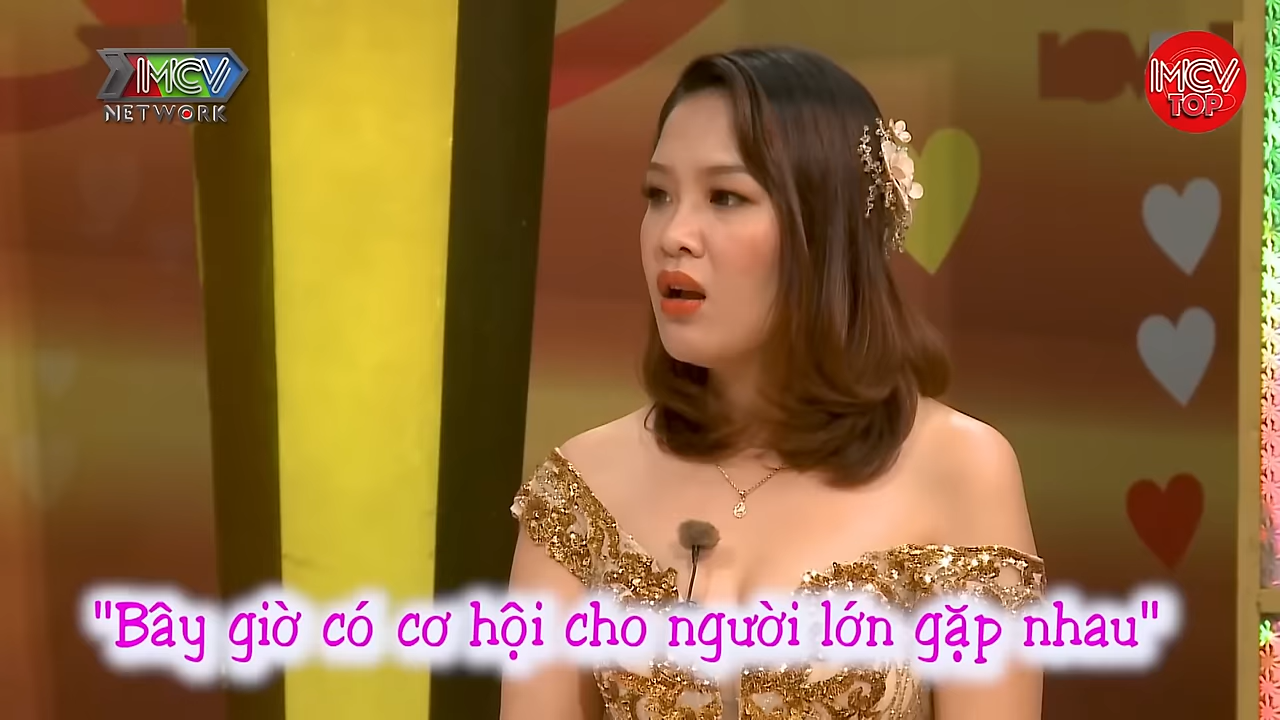 MCV
NETWORK
MCV
TOP
"Bây giờ có cơ hội cho người lớn gặp nhau"